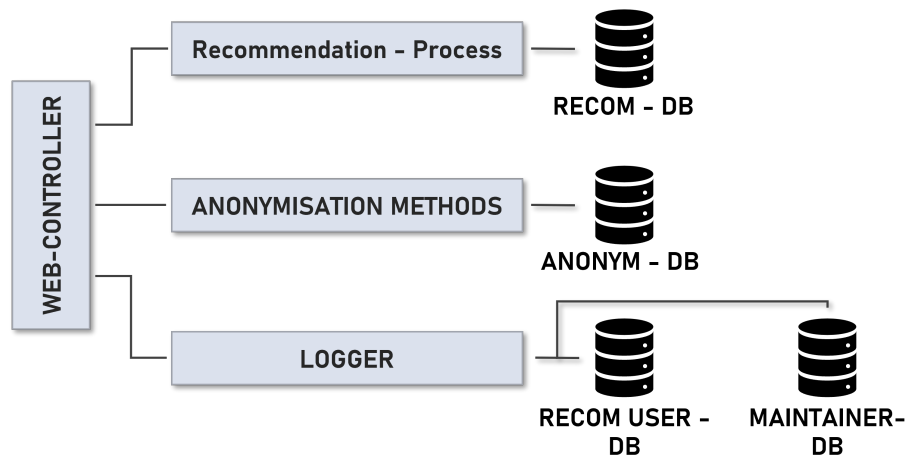 WEB-CONTROLLER
Recommendation - Process
RECOM - DB
ANONYMISATION METHODS
ANONYM - DB
LOGGER
RECOM USER -
DB
MAINTAINER-
DB